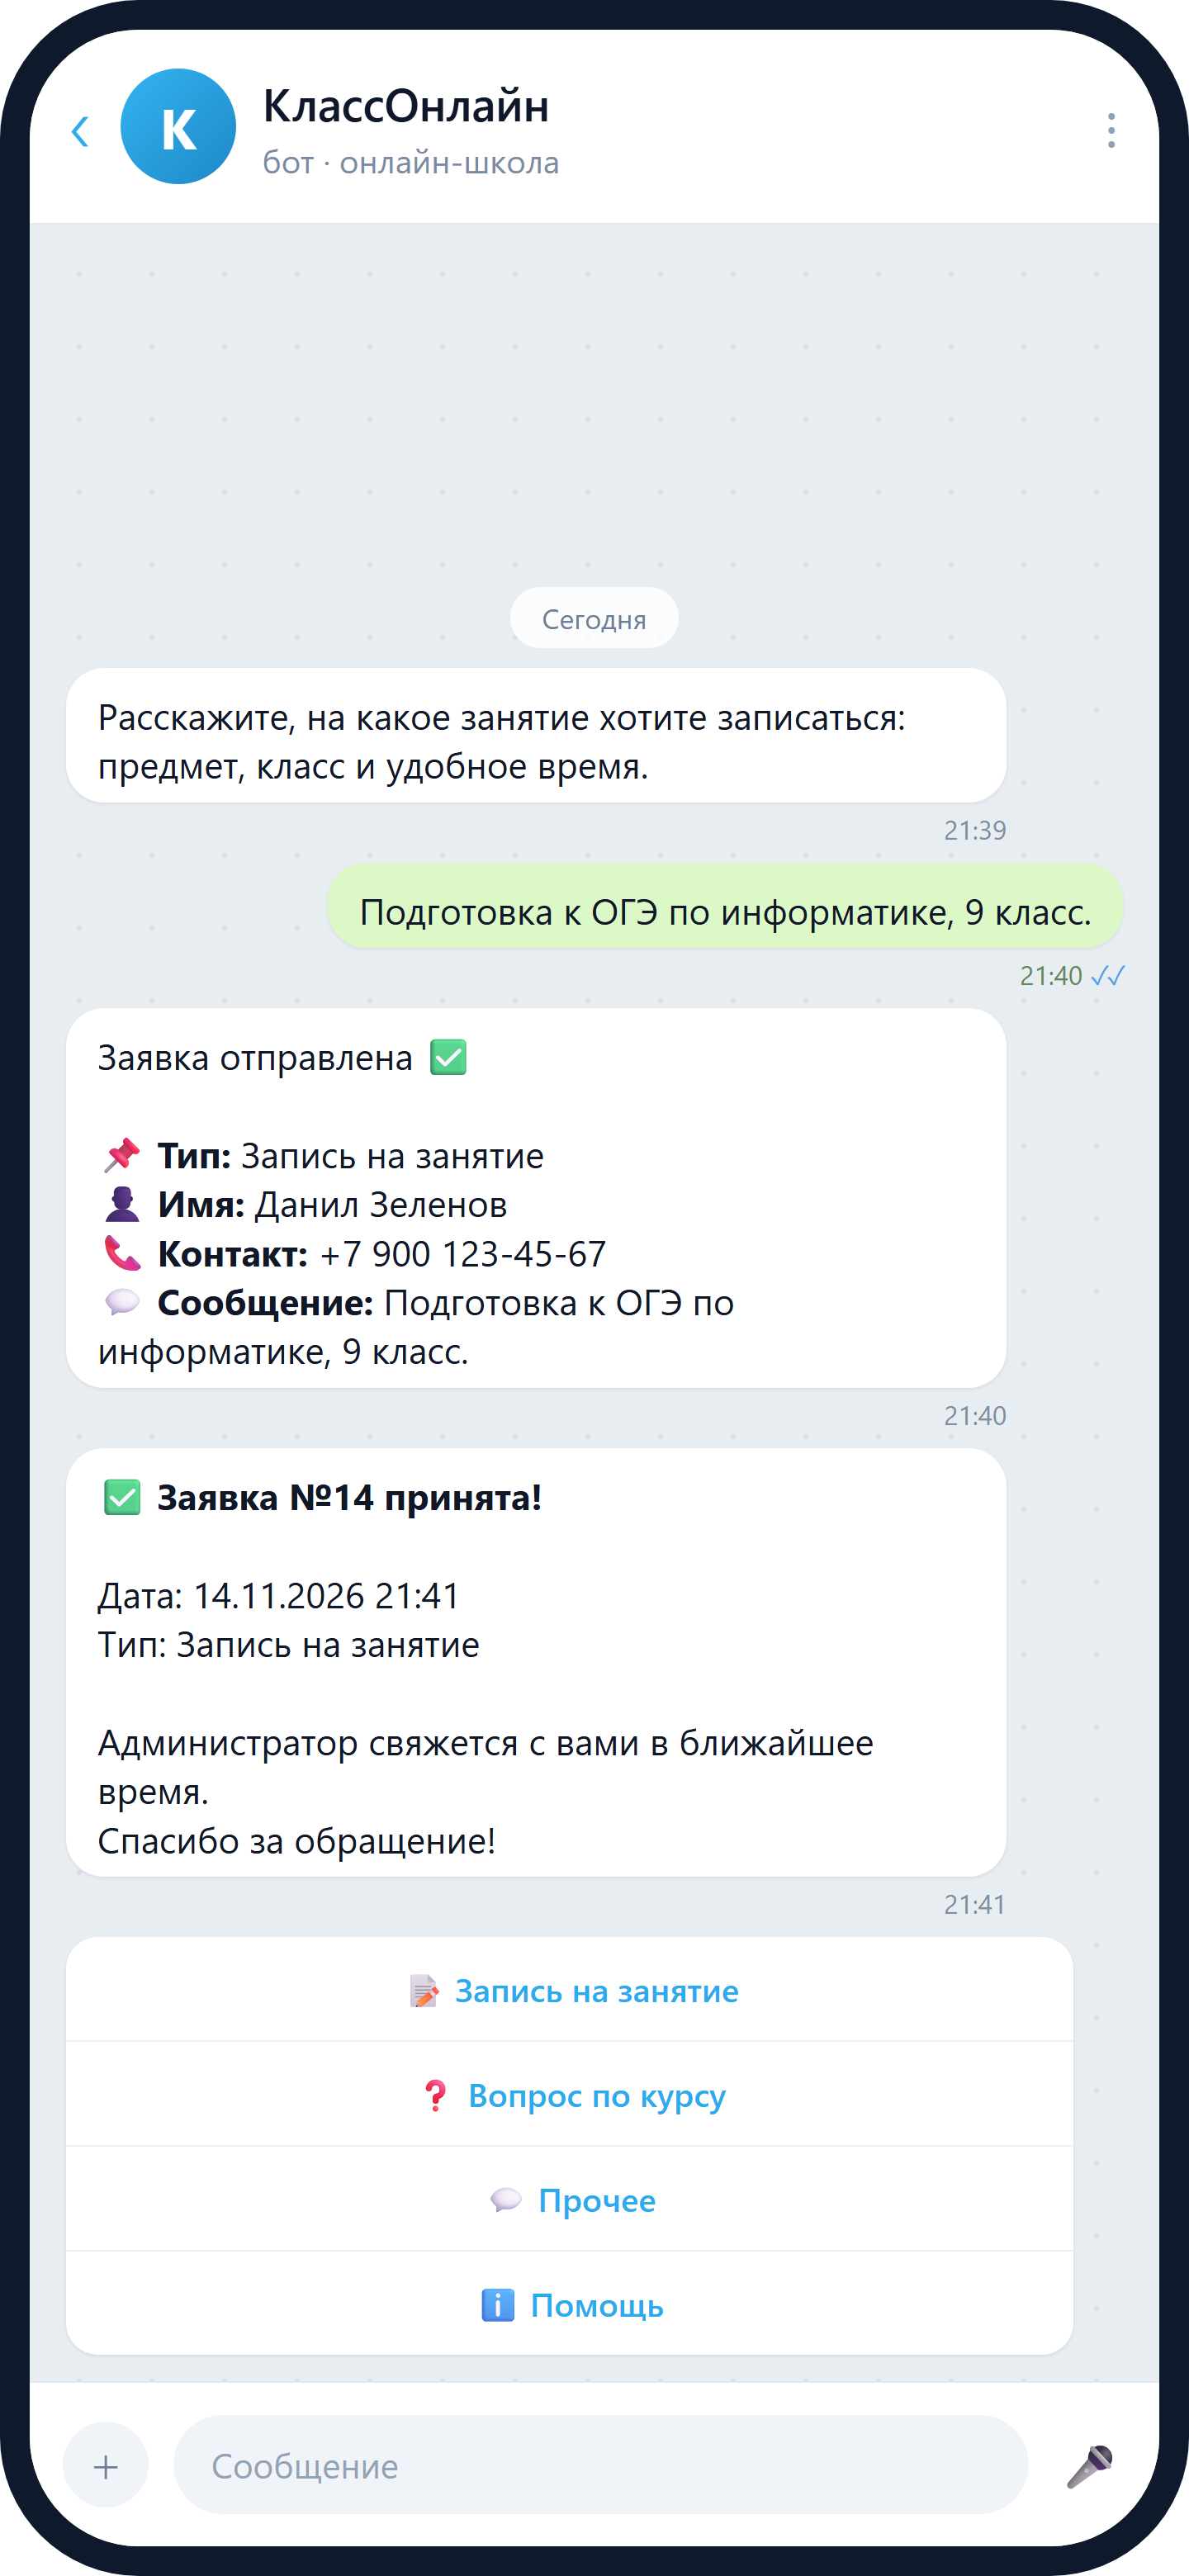 К
КлассОнлайн
бот · онлайн-школа
Сегодня
Расскажите, на какое занятие хотите записаться:
предмет, класс и удобное время.
21:39
Подготовка к ОГЭ по информатике, 9 класс.
21:40 ✓✓
Заявка отправлена ✅
📌 Тип: Запись на занятие
👤 Имя: Данил Зеленов
📞 Контакт: +7 900 123-45-67
💬 Сообщение: Подготовка к ОГЭ по
информатике, 9 класс.
21:40
✅ Заявка №14 принята!
Дата: 14.11.2026 21:41
Тип: Запись на занятие
Администратор свяжется с вами в ближайшее
время.
Спасибо за обращение!
21:41
📝 Запись на занятие
❓ Вопрос по курсу
💬 Прочее
ℹ️ Помощь
+ Сообщение